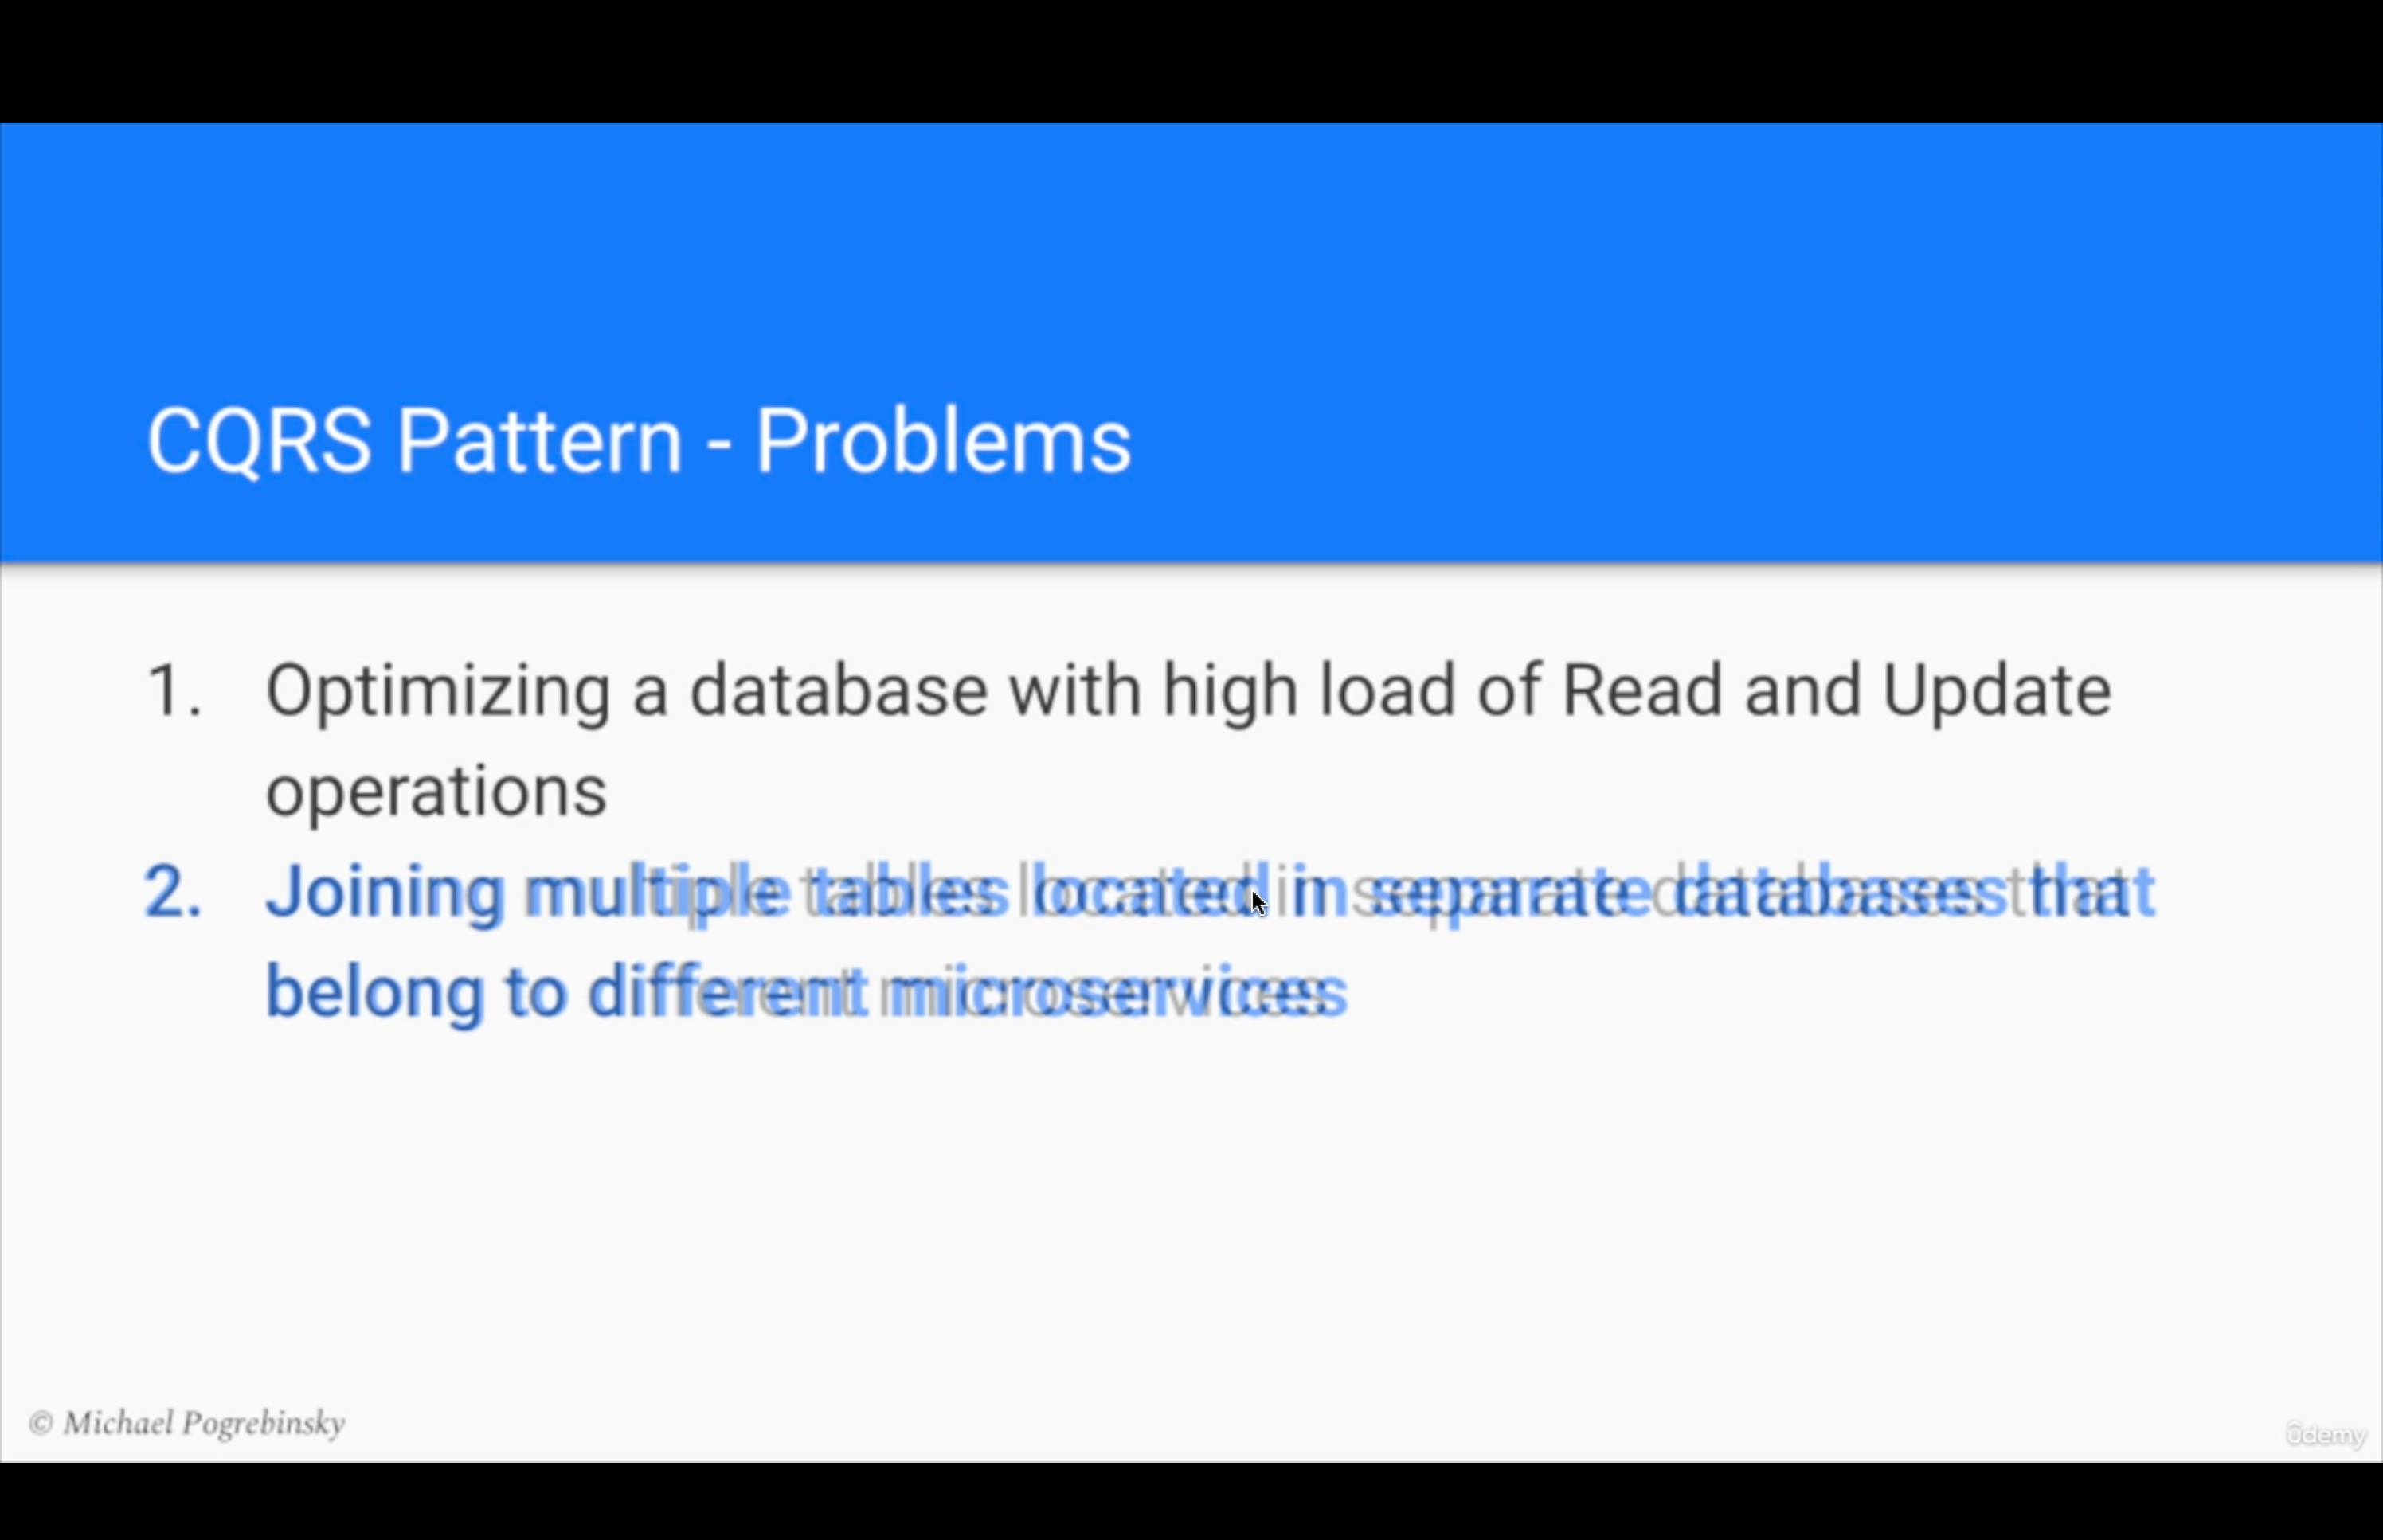 CQRS Pattern - Problems
1. Optimizing a database with high load of Read and Update
operations
2. Joining multiple tables located in separate databases that
belong to different microservices
© Michael Pogrebinsky
ûdemy